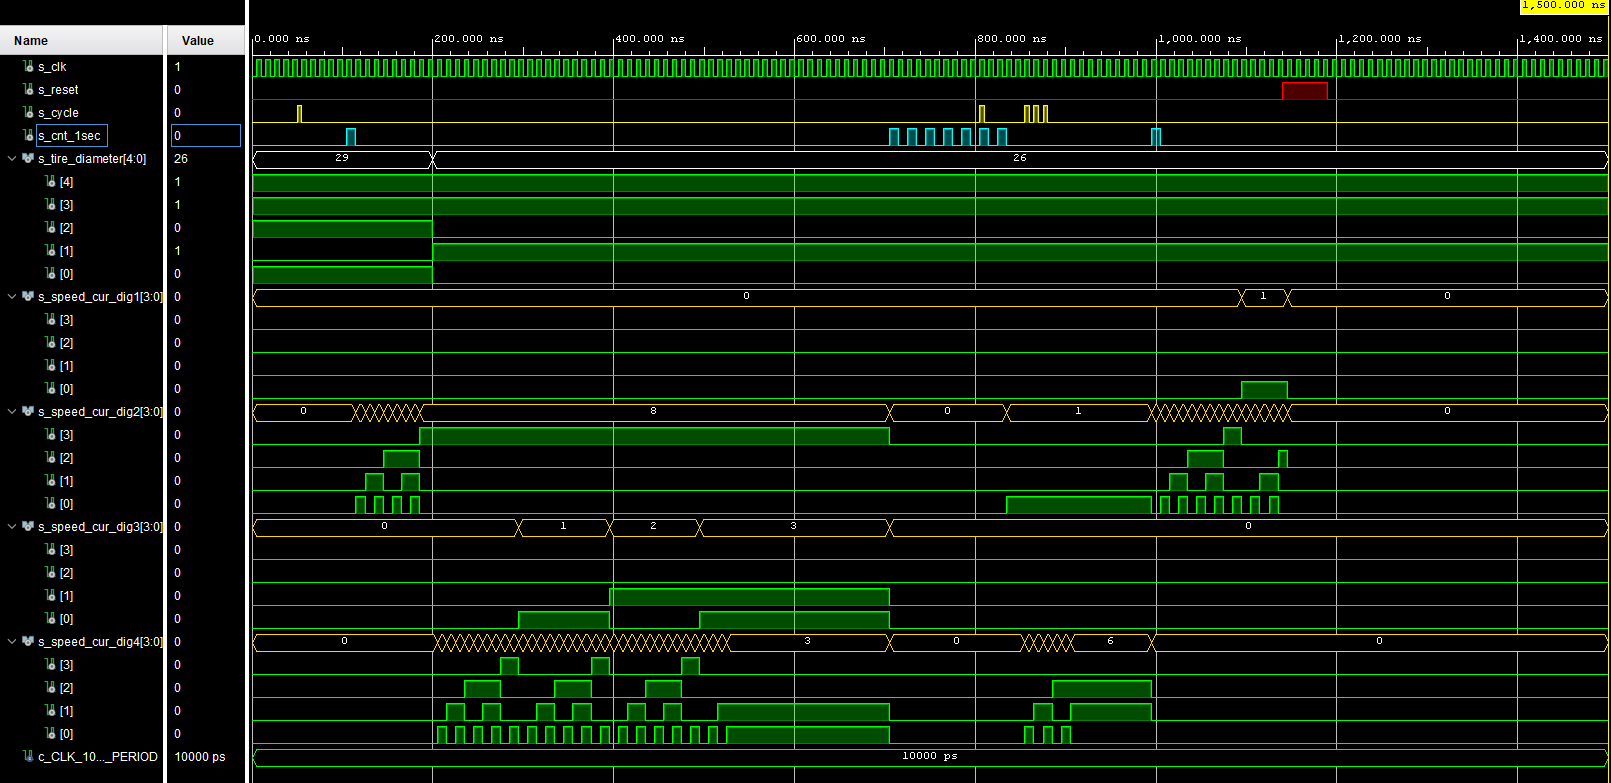 1,500.000 ns
Name Value 0.000 ns 200.000 ns 400.000 ns 600.000 ns 800.000 ns 1,000.000 ns 1,200.000 ns 1,400.000 ns
s_clk 1
s_reset 0
s_cycle 0
s_cnt_1sec 0
s_tire_diameter[4:0] 26 29 26
[4] 1
[3] 1
[2] 0
[1] 1
[0] 0
s_speed_cur_dig1[3:0] 0 0 1 0
[3] 0
[2] 0
[1] 0
[0] 0
s_speed_cur_dig2[3:0] 0 0 8 0 1 0
[3] 0
[2] 0
[1] 0
[0] 0
s_speed_cur_dig3[3:0] 0 0 1 2 3 0
[3] 0
[2] 0
[1] 0
[0] 0
s_speed_cur_dig4[3:0] 0 0 3 0 6 0
[3] 0
[2] 0
[1] 0
[0] 0
c_CLK_10..._PERIOD 10000 ps 10000 ps